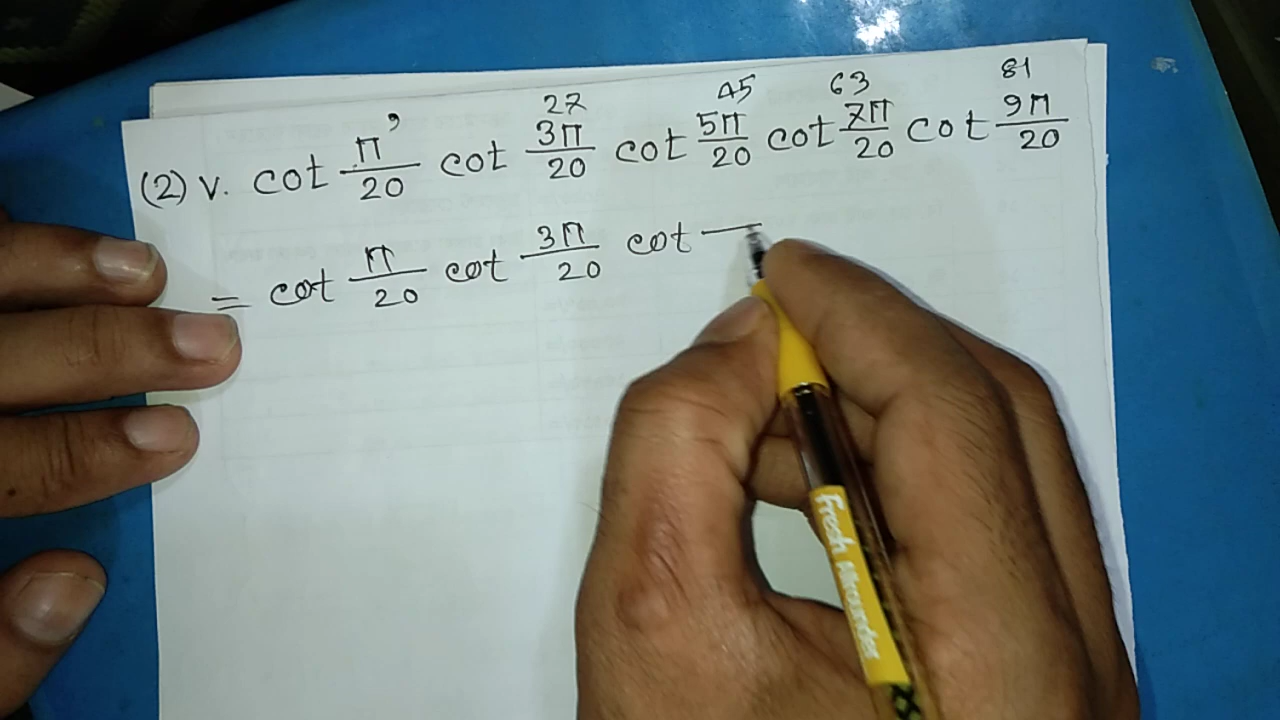 9 27 45 63 81
(2) v. cot π/20 cot 3π/20 cot 5π/20 cot 7π/20 cot 9π/20
= cot π/20 cot 3π/20 cot
Fresh